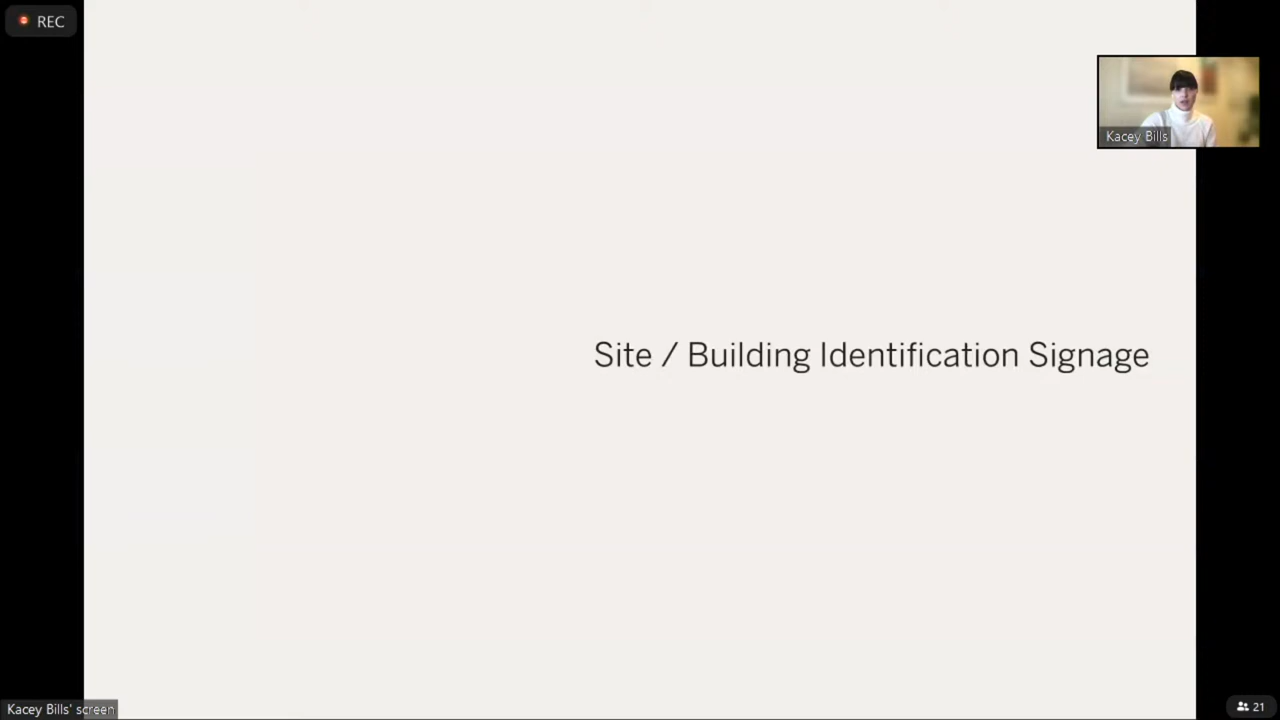 REC
Kacey Bills
Site / Building Identification Signage
Kacey Bills' screen
21